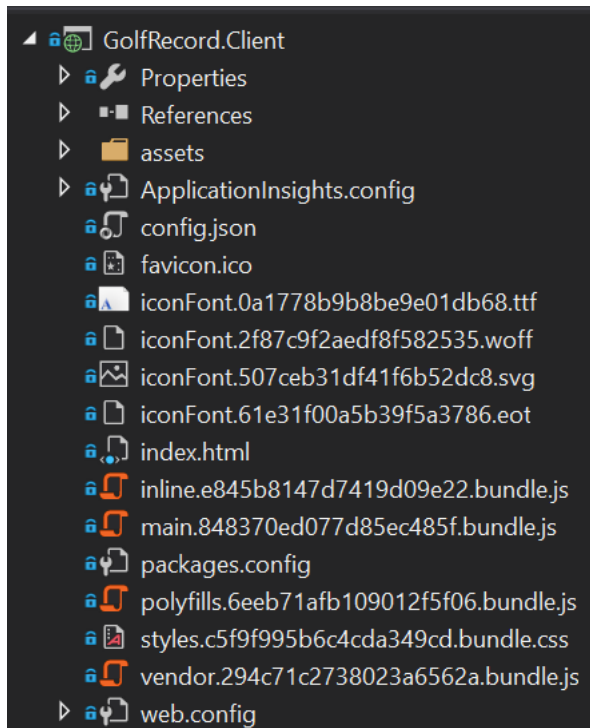 GolfRecord.Client
Properties
References
assets
ApplicationInsights.config
config.json
favicon.ico
iconFont.0a1778b9b8be9e01db68.ttf
iconFont.2f87c9f2aedf8f582535.woff
iconFont.507ceb31df41f6b52dc8.svg
iconFont.61e31f00a5b39f5a3786.eot
index.html
inline.e845b8147d7419d09e22.bundle.js
main.848370ed077d85ec485f.bundle.js
packages.config
polyfills.6eeb71afb109012f5f06.bundle.js
styles.c5f9f995b6c4cda349cd.bundle.css
vendor.294c71c2738023a6562a.bundle.js
web.config